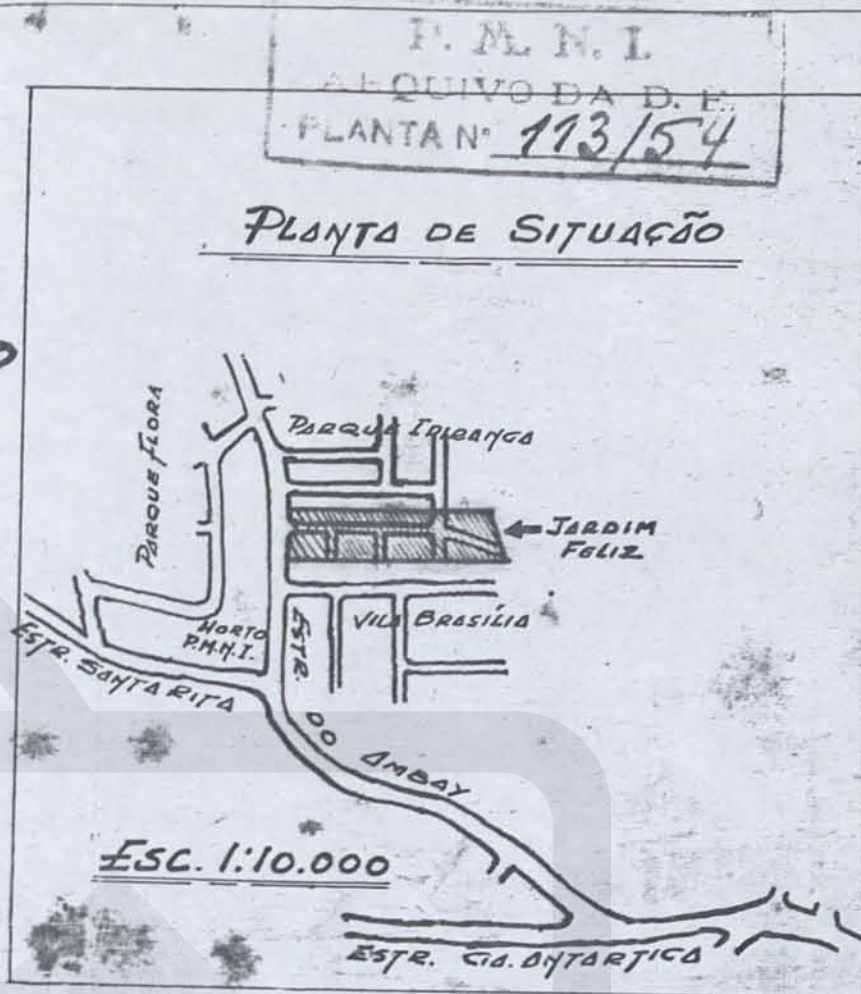 P. M. N. I.
ARQUIVO DA D. E.
PLANTA Nº 113/54
PLANTA DE SITUAÇÃO
PARQUE FLORA
PARQUE IPIRANGA
JARDIM
FELIZ
HORTO
P.M.N.I.
VILA BRASÍLIA
ESTR. SANTA RITA
ESTR. DO AMBAY
ESC. 1:10.000
ESTR. CIA. ANTARTICA